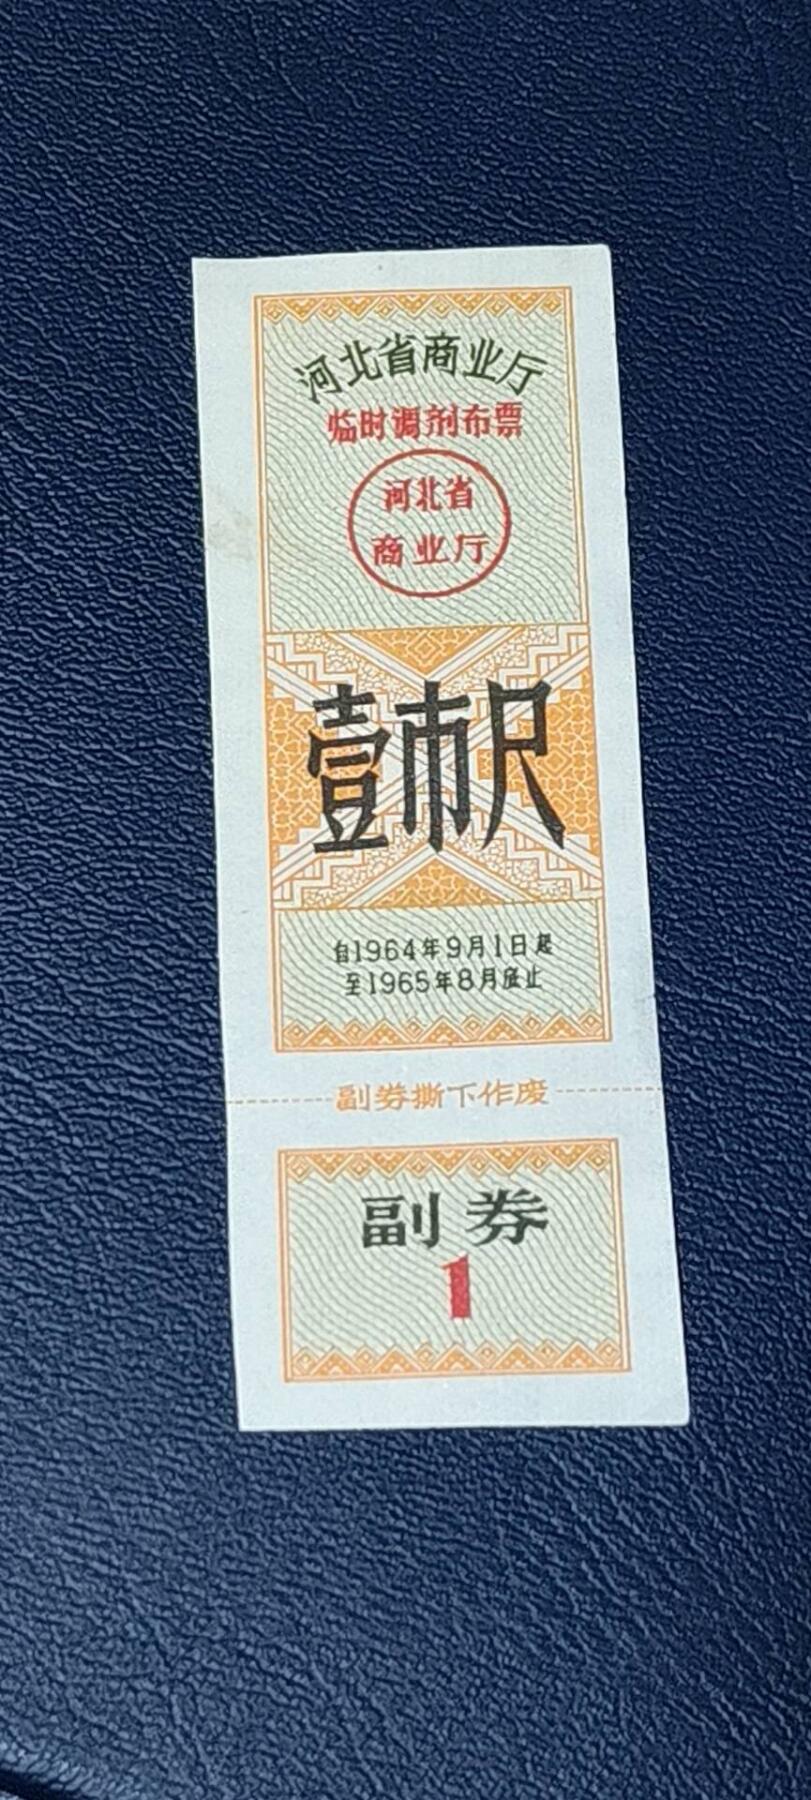 河北省商业厅
临时调剂布票
河北省
商业厅
壹市尺
自1964年9月1日起
至1965年8月底止
副券撕下作废
副券
1